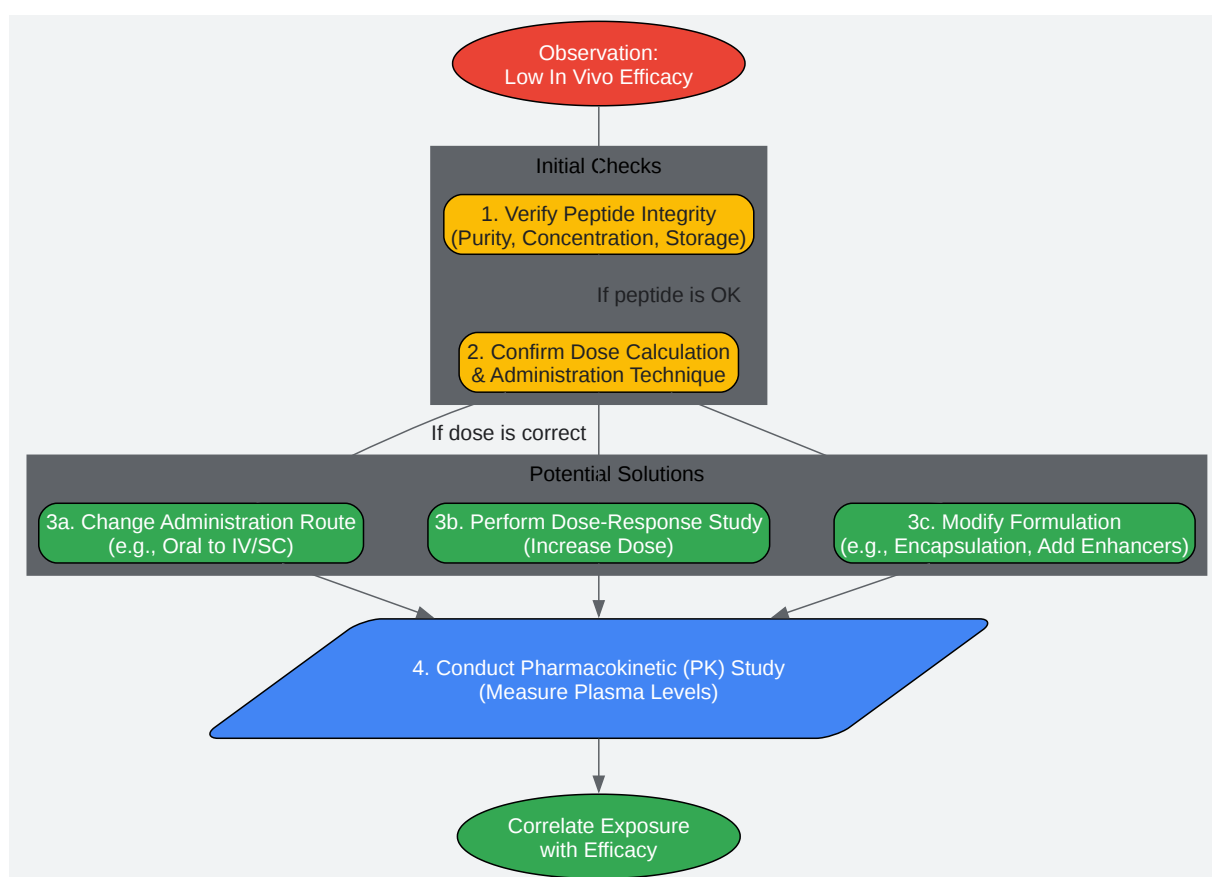 Observation:
Low In Vivo Efficacy
Initial Checks
1. Verify Peptide Integrity
(Purity, Concentration, Storage)
If peptide is OK
2. Confirm Dose Calculation
& Administration Technique
If dose is correct
Potential Solutions
3a. Change Administration Route
(e.g., Oral to IV/SC)
3b. Perform Dose-Response Study
(Increase Dose)
3c. Modify Formulation
(e.g., Encapsulation, Add Enhancers)
4. Conduct Pharmacokinetic (PK) Study
(Measure Plasma Levels)
Correlate Exposure
with Efficacy